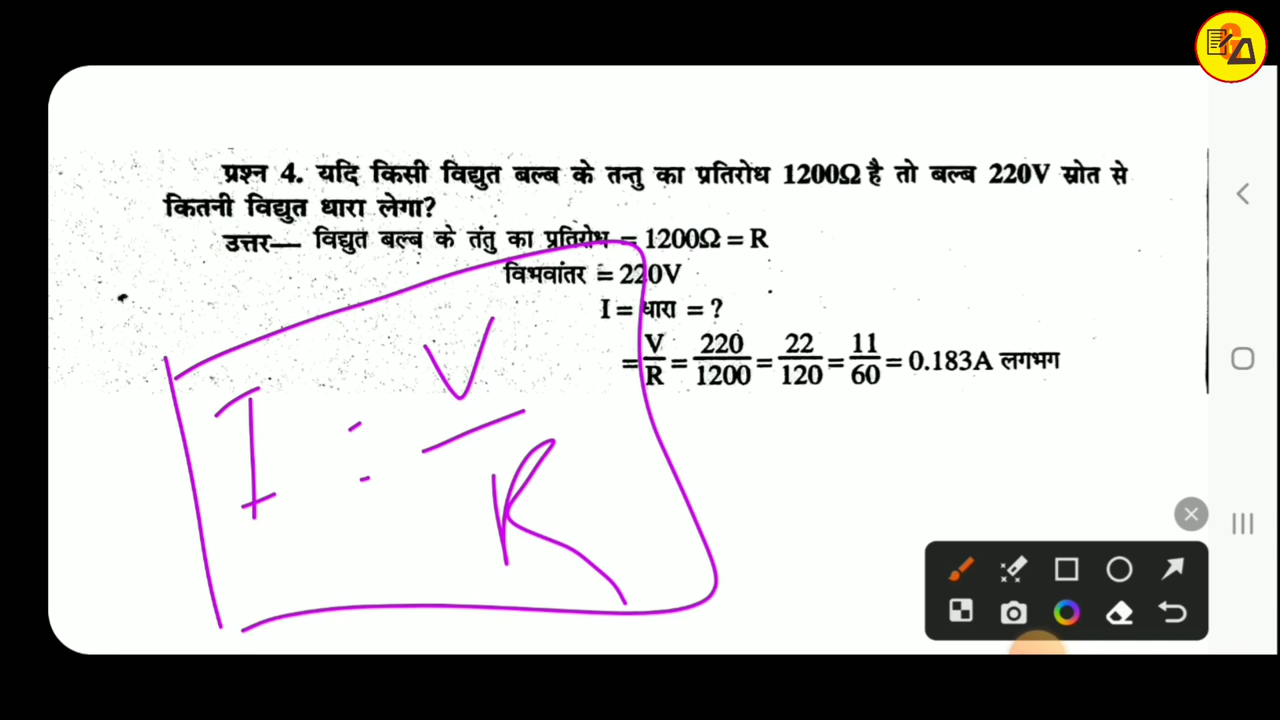 प्रश्न 4. यदि किसी विद्युत बल्ब के तन्तु का प्रतिरोध 1200Ω है तो बल्ब 220V स्रोत से
कितनी विद्युत धारा लेगा?
उत्तर— विद्युत बल्ब के तंतु का प्रतिरोध = 1200Ω = R
विभवांतर = 220V
I = धारा = ?
= V/R = 220/1200 = 22/120 = 11/60 = 0.183A लगभग
I = V/R